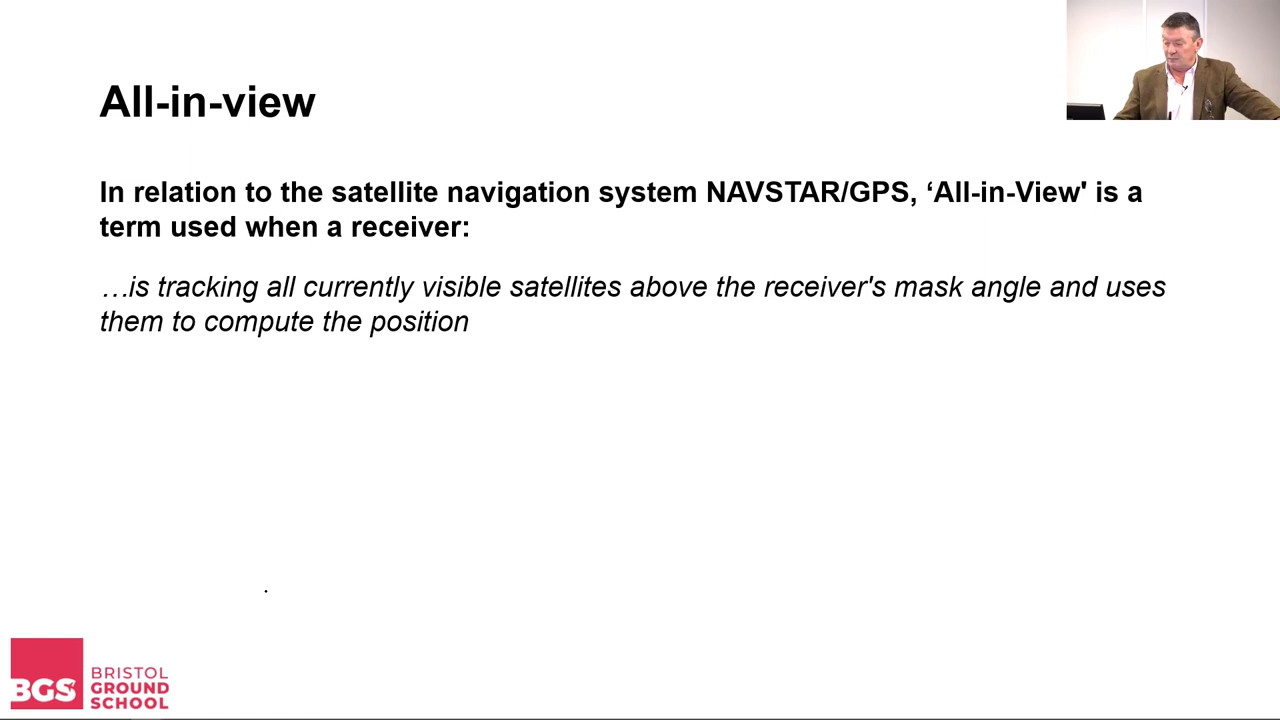 All-in-view
In relation to the satellite navigation system NAVSTAR/GPS, ‘All-in-View' is a
term used when a receiver:
…is tracking all currently visible satellites above the receiver's mask angle and uses
them to compute the position
.
BGS
BRISTOL
GROUND
SCHOOL